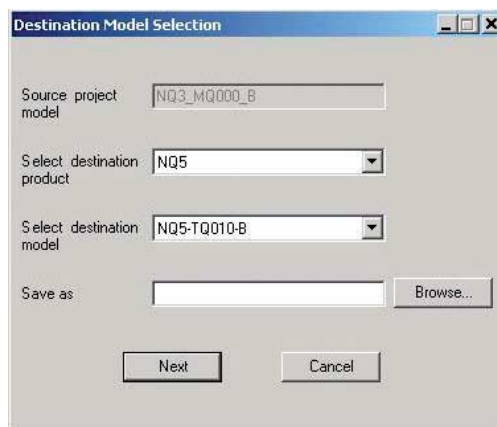 Destination Model Selection
Source project
model
NQ3_MQ000_B
Select destination
product
NQ5
Select destination
model
NQ5-TQ010-B
Save as
Browse...
Next
Cancel